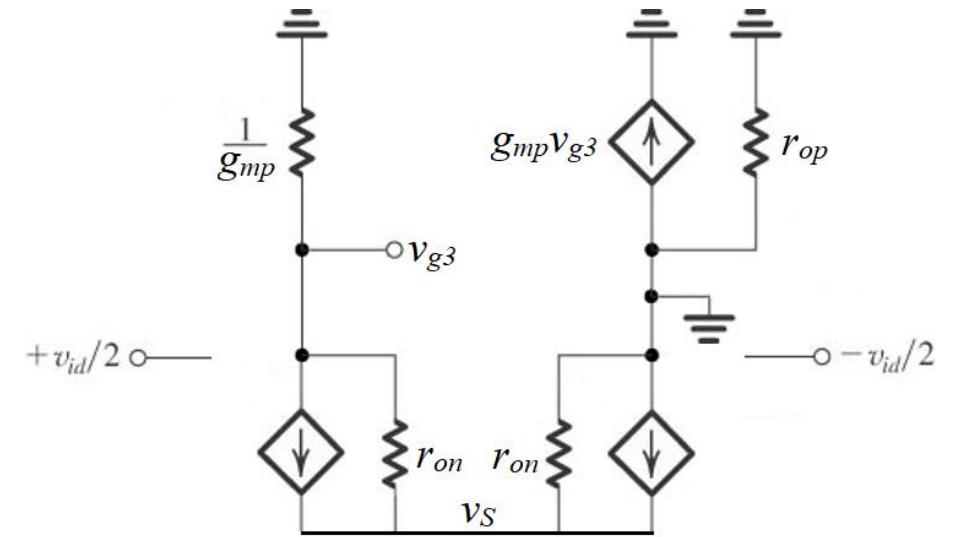 1
g_mp
g_mp v_g3
r_op
v_g3
+v_id/2
−v_id/2
r_on
r_on
v_S